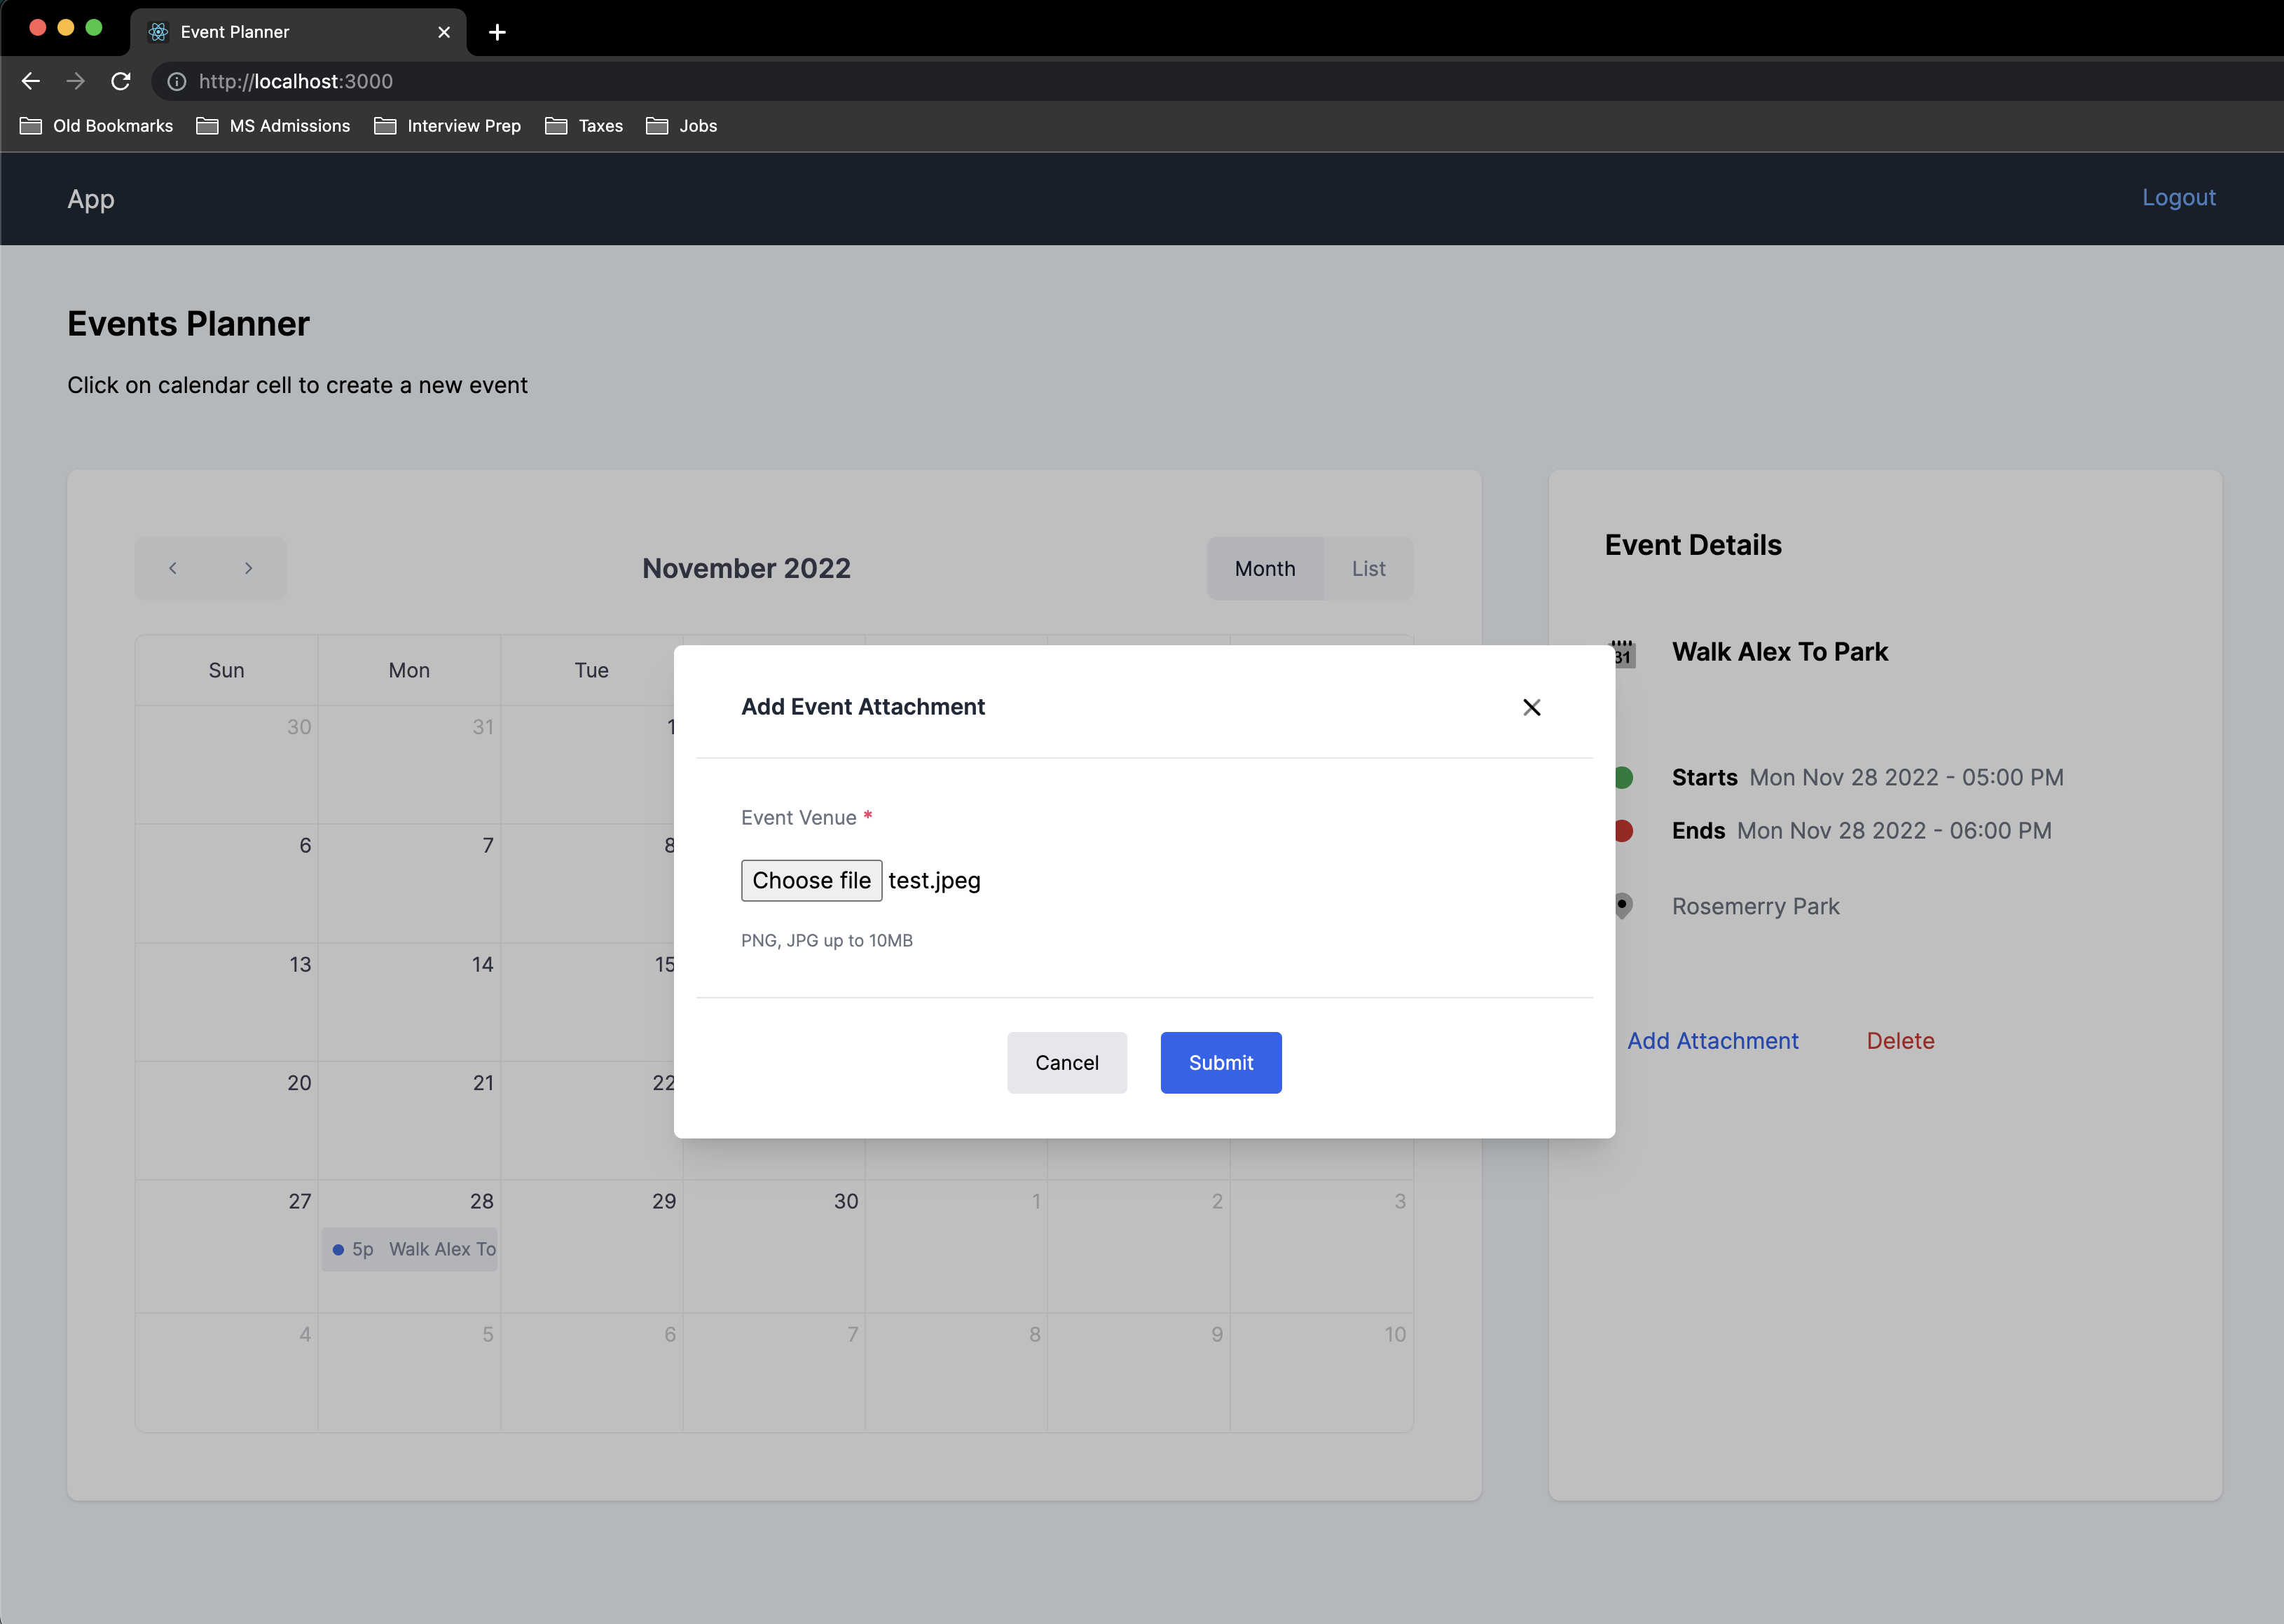 Event Planner
http://localhost:3000
Old Bookmarks MS Admissions Interview Prep Taxes Jobs
App Logout
Events Planner
Click on calendar cell to create a new event
November 2022 Month List
Sun Mon Tue
30 31 1
6 7 8
13 14 15
20 21 22
27 28 29 30 1 2 3
5p Walk Alex To
4 5 6 7 8 9 10
Event Details
31 Walk Alex To Park
Starts Mon Nov 28 2022 - 05:00 PM
Ends Mon Nov 28 2022 - 06:00 PM
Rosemerry Park
Add Attachment Delete
Add Event Attachment
Event Venue *
Choose file test.jpeg
PNG, JPG up to 10MB
Cancel Submit